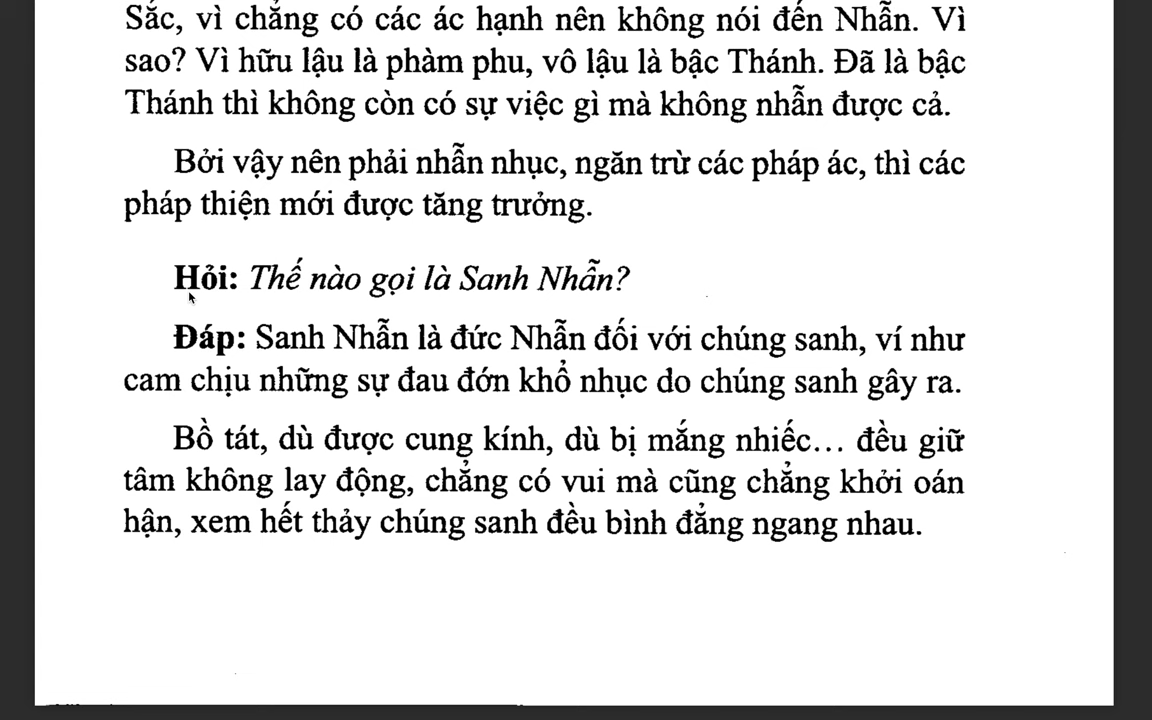 Sắc, vì chẳng có các ác hạnh nên không nói đến Nhẫn. Vì
sao? Vì hữu lậu là phàm phu, vô lậu là bậc Thánh. Đã là bậc
Thánh thì không còn có sự việc gì mà không nhẫn được cả.
Bởi vậy nên phải nhẫn nhục, ngăn trừ các pháp ác, thì các
pháp thiện mới được tăng trưởng.
Hỏi: Thế nào gọi là Sanh Nhẫn?
Đáp: Sanh Nhẫn là đức Nhẫn đối với chúng sanh, ví như
cam chịu những sự đau đớn khổ nhục do chúng sanh gây ra.
Bồ tát, dù được cung kính, dù bị mắng nhiếc… đều giữ
tâm không lay động, chẳng có vui mà cũng chẳng khởi oán
hận, xem hết thảy chúng sanh đều bình đẳng ngang nhau.